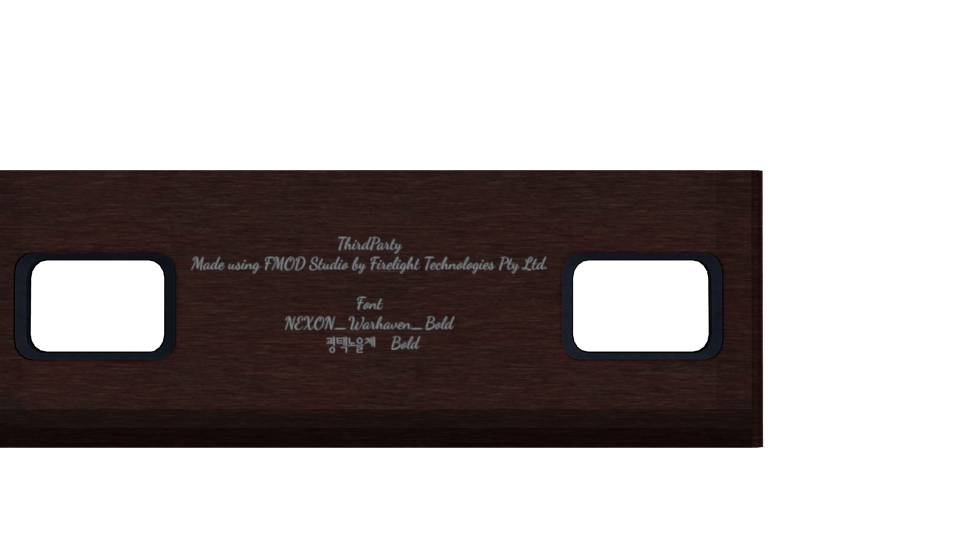 ThirdParty
Made using FMOD Studio by Firelight Technologies Pty Ltd.
Font
NEXON_Warhaven_Bold
평택노을체 Bold